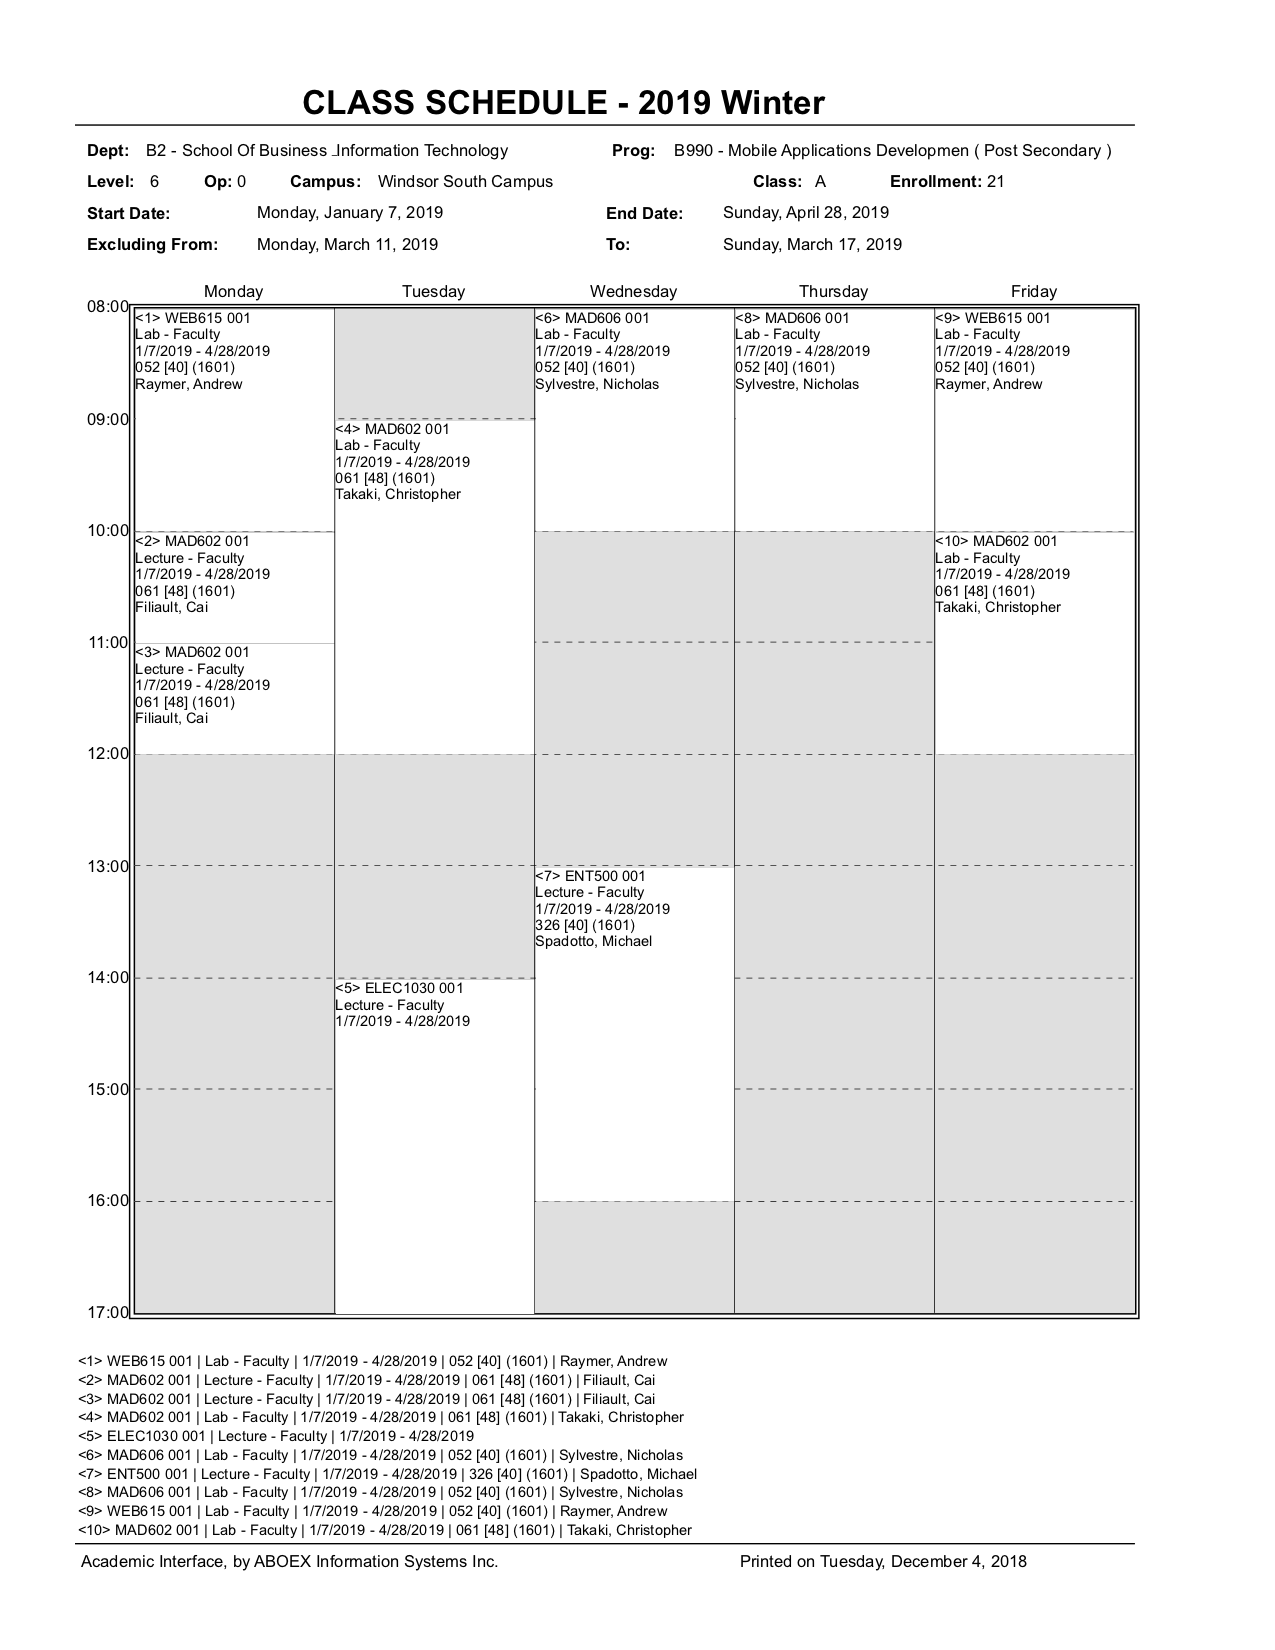 CLASS SCHEDULE - 2019 Winter
Dept: B2 - School Of Business _Information Technology Prog: B990 - Mobile Applications Developmen ( Post Secondary )
Level: 6 Op: 0 Campus: Windsor South Campus Class: A Enrollment: 21
Start Date: Monday, January 7, 2019 End Date: Sunday, April 28, 2019
Excluding From: Monday, March 11, 2019 To: Sunday, March 17, 2019
Monday Tuesday Wednesday Thursday Friday
08:00
<1> WEB615 001
Lab - Faculty
1/7/2019 - 4/28/2019
052 [40] (1601)
Raymer, Andrew
<6> MAD606 001
Lab - Faculty
1/7/2019 - 4/28/2019
052 [40] (1601)
Sylvestre, Nicholas
<8> MAD606 001
Lab - Faculty
1/7/2019 - 4/28/2019
052 [40] (1601)
Sylvestre, Nicholas
<9> WEB615 001
Lab - Faculty
1/7/2019 - 4/28/2019
052 [40] (1601)
Raymer, Andrew
09:00
<4> MAD602 001
Lab - Faculty
1/7/2019 - 4/28/2019
061 [48] (1601)
Takaki, Christopher
10:00
<2> MAD602 001
Lecture - Faculty
1/7/2019 - 4/28/2019
061 [48] (1601)
Filiault, Cai
<10> MAD602 001
Lab - Faculty
1/7/2019 - 4/28/2019
061 [48] (1601)
Takaki, Christopher
11:00
<3> MAD602 001
Lecture - Faculty
1/7/2019 - 4/28/2019
061 [48] (1601)
Filiault, Cai
12:00
13:00
<7> ENT500 001
Lecture - Faculty
1/7/2019 - 4/28/2019
326 [40] (1601)
Spadotto, Michael
14:00
<5> ELEC1030 001
Lecture - Faculty
1/7/2019 - 4/28/2019
15:00
16:00
17:00
<1> WEB615 001 | Lab - Faculty | 1/7/2019 - 4/28/2019 | 052 [40] (1601) | Raymer, Andrew
<2> MAD602 001 | Lecture - Faculty | 1/7/2019 - 4/28/2019 | 061 [48] (1601) | Filiault, Cai
<3> MAD602 001 | Lecture - Faculty | 1/7/2019 - 4/28/2019 | 061 [48] (1601) | Filiault, Cai
<4> MAD602 001 | Lab - Faculty | 1/7/2019 - 4/28/2019 | 061 [48] (1601) | Takaki, Christopher
<5> ELEC1030 001 | Lecture - Faculty | 1/7/2019 - 4/28/2019
<6> MAD606 001 | Lab - Faculty | 1/7/2019 - 4/28/2019 | 052 [40] (1601) | Sylvestre, Nicholas
<7> ENT500 001 | Lecture - Faculty | 1/7/2019 - 4/28/2019 | 326 [40] (1601) | Spadotto, Michael
<8> MAD606 001 | Lab - Faculty | 1/7/2019 - 4/28/2019 | 052 [40] (1601) | Sylvestre, Nicholas
<9> WEB615 001 | Lab - Faculty | 1/7/2019 - 4/28/2019 | 052 [40] (1601) | Raymer, Andrew
<10> MAD602 001 | Lab - Faculty | 1/7/2019 - 4/28/2019 | 061 [48] (1601) | Takaki, Christopher
Academic Interface, by ABOEX Information Systems Inc. Printed on Tuesday, December 4, 2018